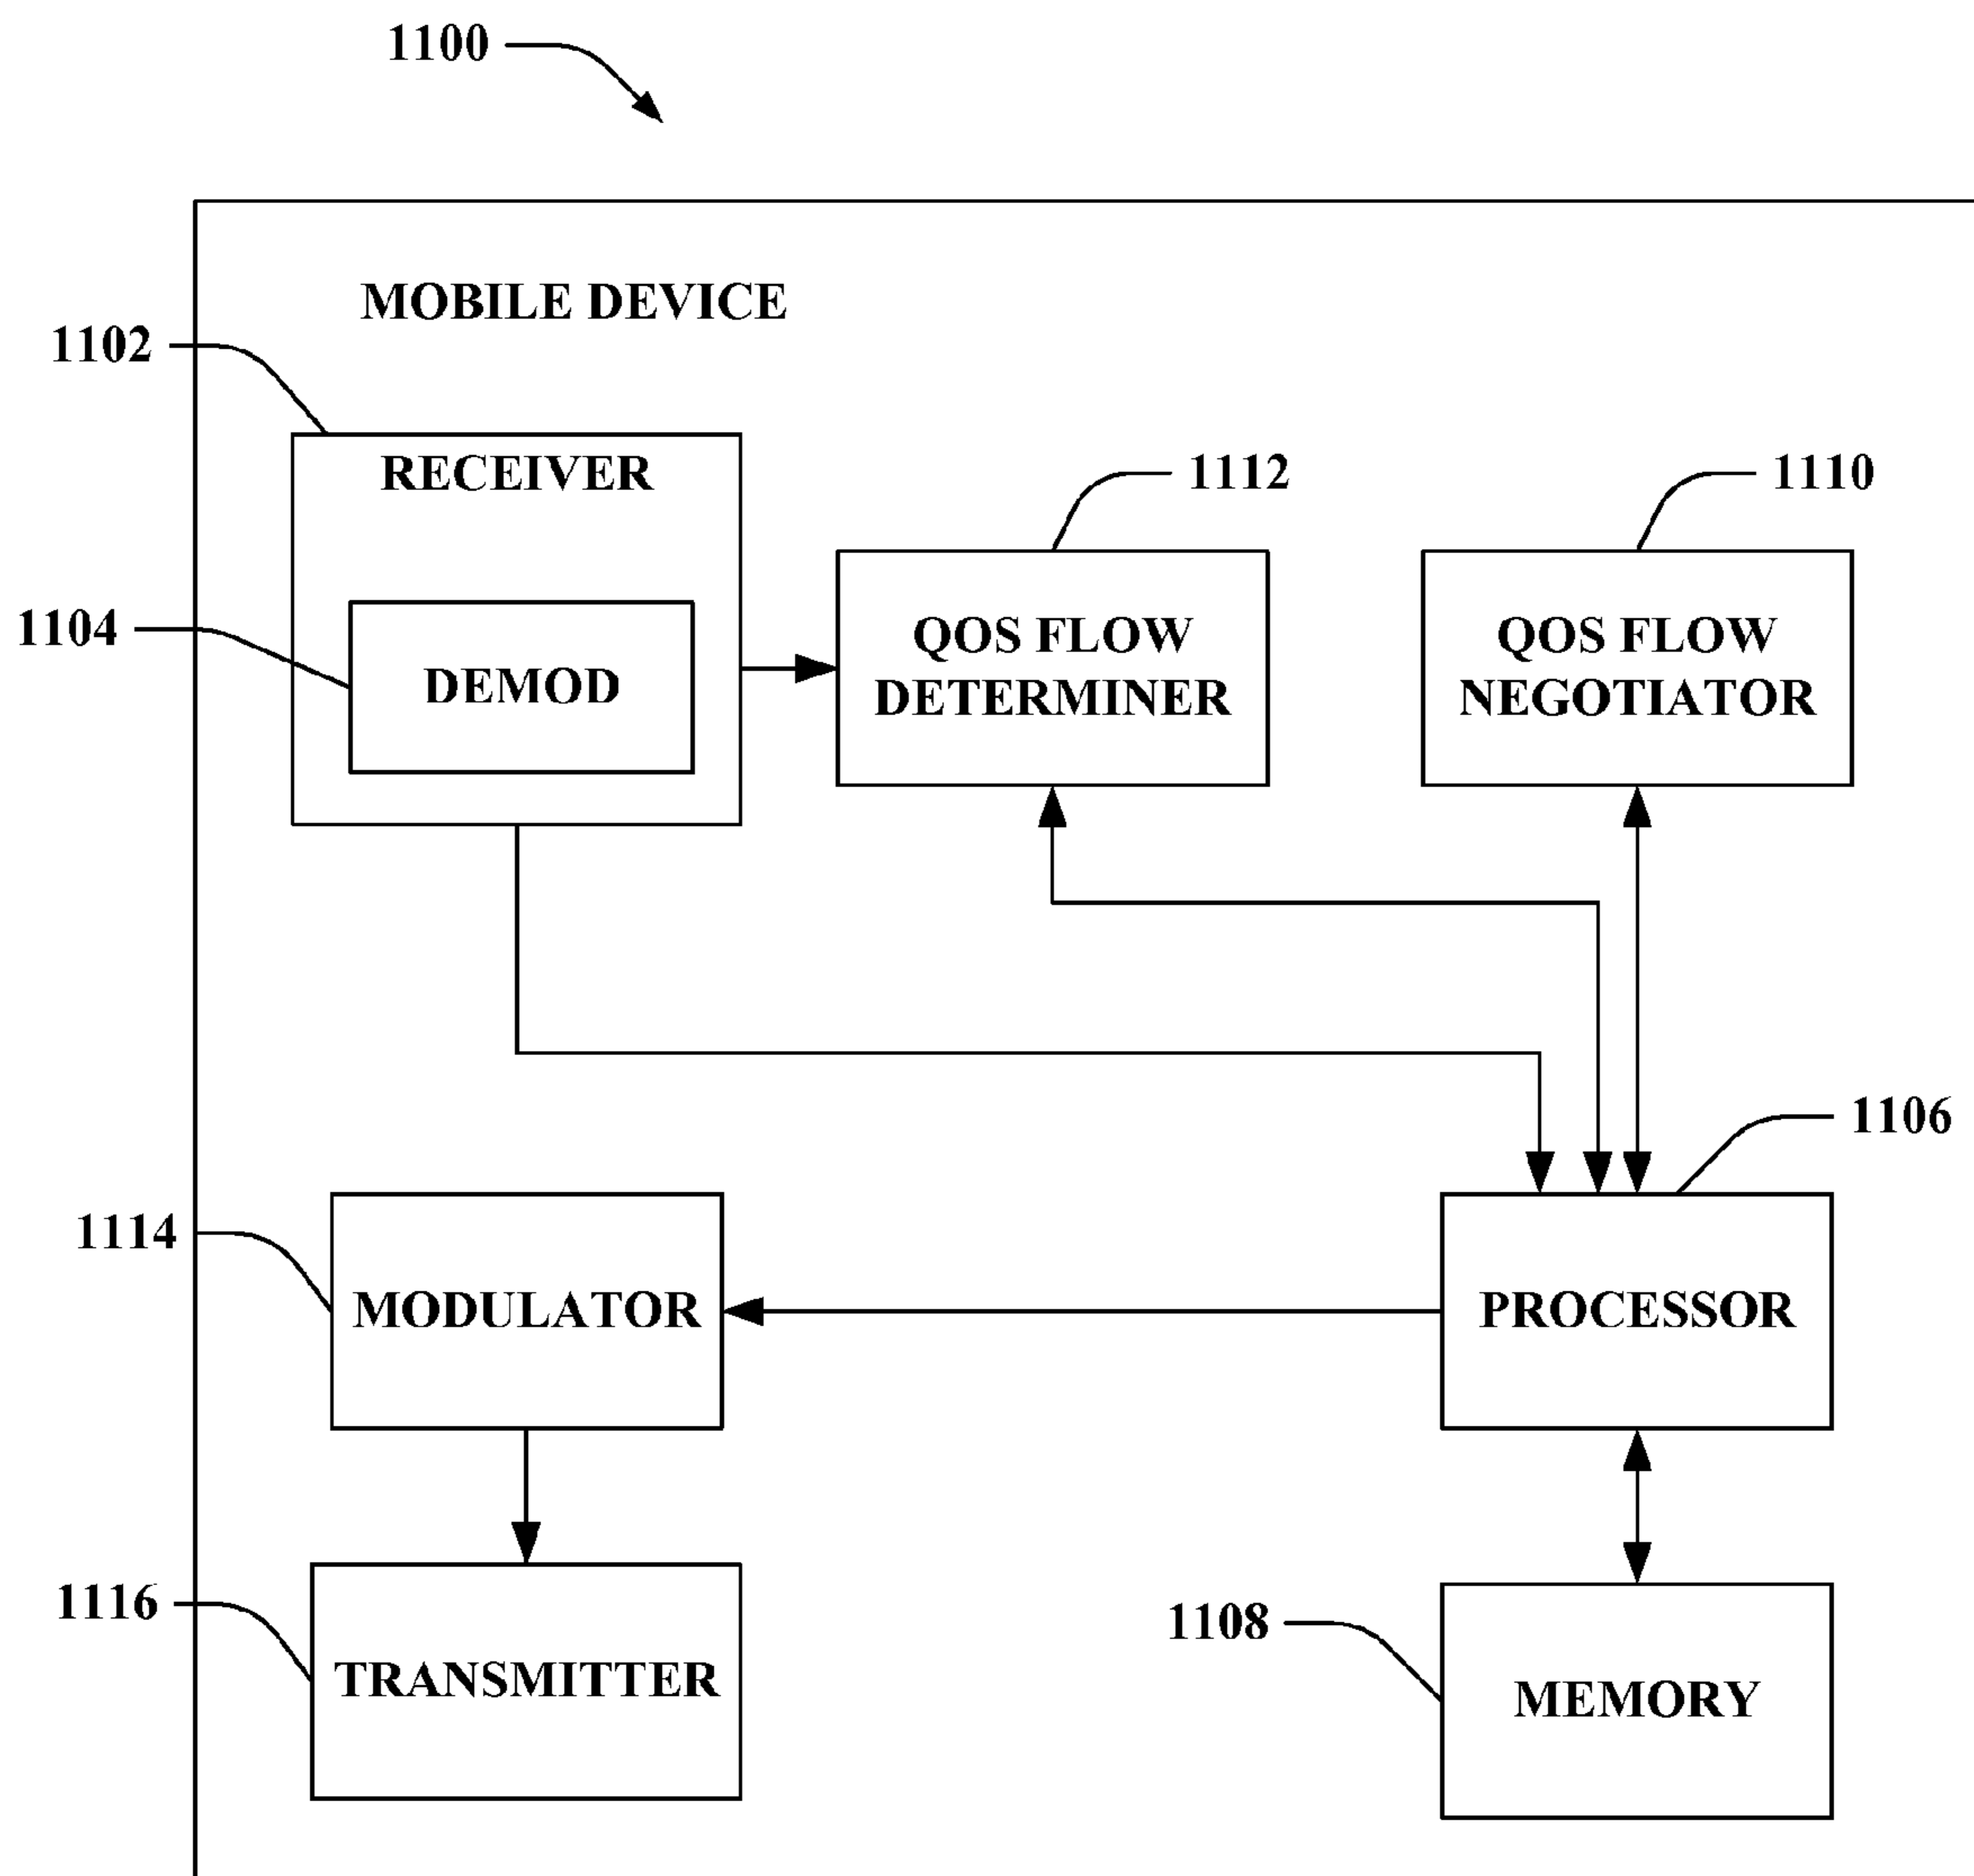 1100
MOBILE DEVICE
1102
RECEIVER
1112
1110
1104
DEMOD
QOS FLOW
DETERMINER
QOS FLOW
NEGOTIATOR
1106
1114
MODULATOR
PROCESSOR
1116
TRANSMITTER
1108
MEMORY